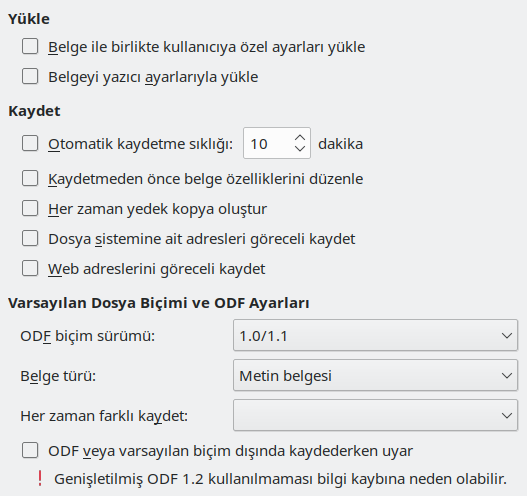 Yükle
Belge ile birlikte kullanıcıya özel ayarları yükle
Belgeyi yazıcı ayarlarıyla yükle
Kaydet
Otomatik kaydetme sıklığı: 10 dakika
Kaydetmeden önce belge özelliklerini düzenle
Her zaman yedek kopya oluştur
Dosya sistemine ait adresleri göreceli kaydet
Web adreslerini göreceli kaydet
Varsayılan Dosya Biçimi ve ODF Ayarları
ODF biçim sürümü: 1.0/1.1
Belge türü: Metin belgesi
Her zaman farklı kaydet:
ODF veya varsayılan biçim dışında kaydederken uyar
! Genişletilmiş ODF 1.2 kullanılmaması bilgi kaybına neden olabilir.